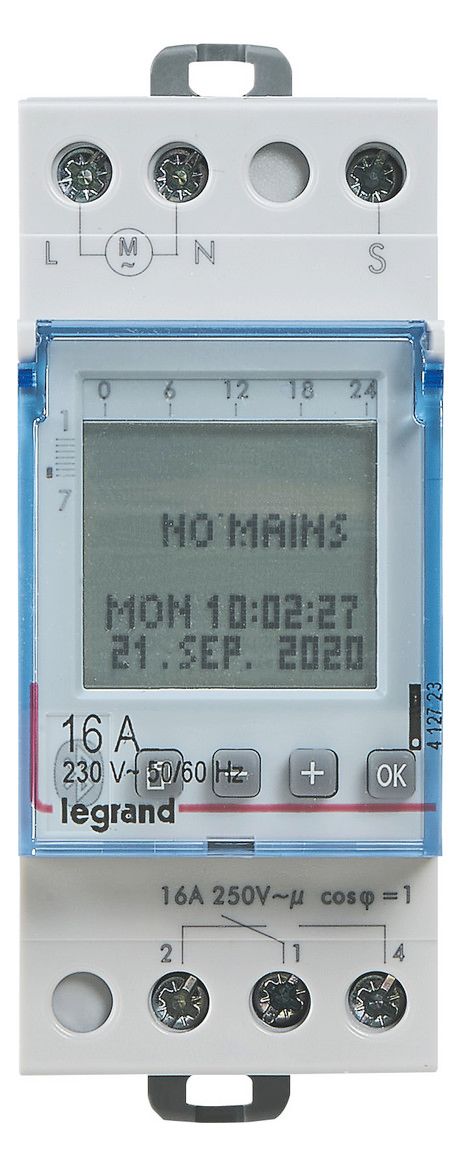 L M ~ N S
0 6 12 18 24
1
7
NO MAINS
MON 10:02:27
21.SEP. 2020
4 127 23
16 A
230 V~ 50/60 Hz
- + OK
legrand
16A 250V~µ cosφ=1
2 1 4